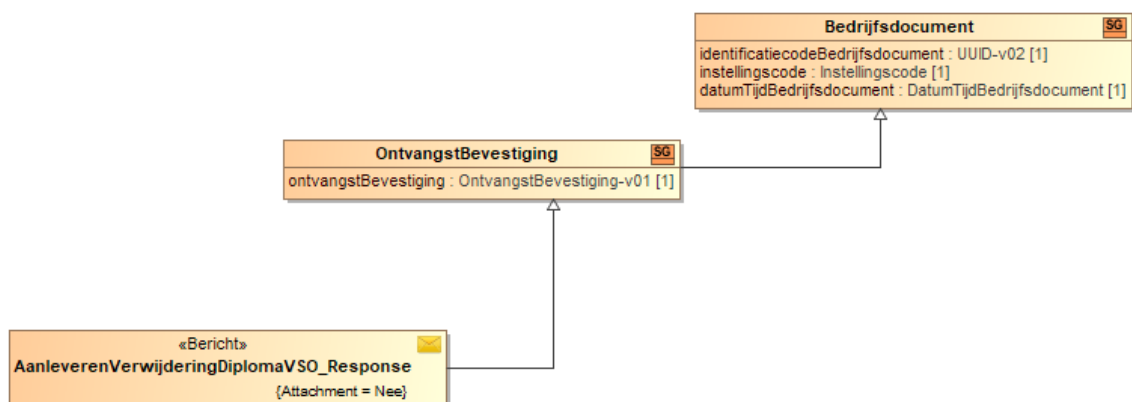 Bedrijfsdocument
SG
identificatiecodeBedrijfsdocument : UUID-v02 [1]
instellingscode : Instellingscode [1]
datumTijdBedrijfsdocument : DatumTijdBedrijfsdocument [1]
OntvangstBevestiging
SG
ontvangstBevestiging : OntvangstBevestiging-v01 [1]
«Bericht»
AanleverenVerwijderingDiplomaVSO_Response
{Attachment = Nee}